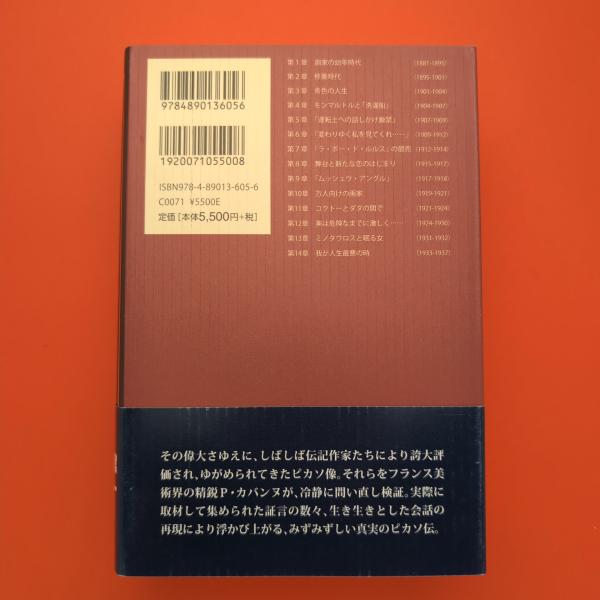 第1章 画家の幼年時代 (1881-1895)
第2章 修業時代 (1895-1901)
第3章 青色の人生 (1901-1904)
第4章 モンマルトルと「洗濯船」 (1904-1907)
第5章 「運転士への話しかけ厳禁」 (1907-1909)
第6章 「変わりゆく私を見てくれ……」 (1909-1912)
第7章 「ラ・ポー・ド・ルルス」の競売 (1912-1914)
第8章 舞台と新たな恋のはじまり (1915-1917)
第9章 「ムッシュウ・アングル」 (1917-1918)
第10章 万人向けの画家 (1919-1921)
第11章 コクトーとダダの間で (1921-1924)
第12章 美は危険なまでに激しく…… (1924-1930)
第13章 ミノタウロスと眠る女 (1931-1932)
第14章 我が人生最悪の時 (1933-1937)
9784890136056
1920071055008
ISBN978-4-89013-605-6
C0071 ¥5500E
定価[本体5,500円+税]
その偉大さゆえに、しばしば伝記作家たちにより誇大評
価され、ゆがめられてきたピカソ像。それらをフランス美
術界の精鋭P・カバンヌが、冷静に問い直し検証。実際に
取材して集められた証言の数々、生き生きとした会話の
再現により浮かび上がる、みずみずしい真実のピカソ伝。